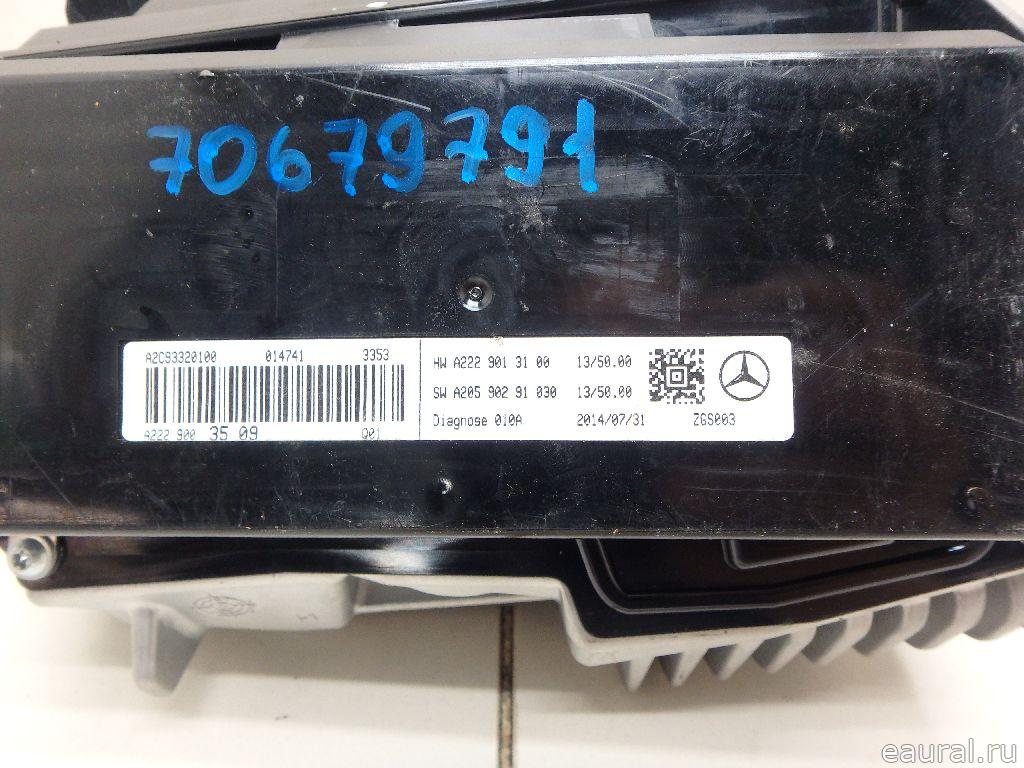 70679791
A2C93320100 014741 3353
A222 900 35 09 Q01
HW A222 901 31 00 13/50.00
SW A205 902 91 030 13/50.00
Diagnose 010A 2014/07/31 ZGS003
eaural.ru